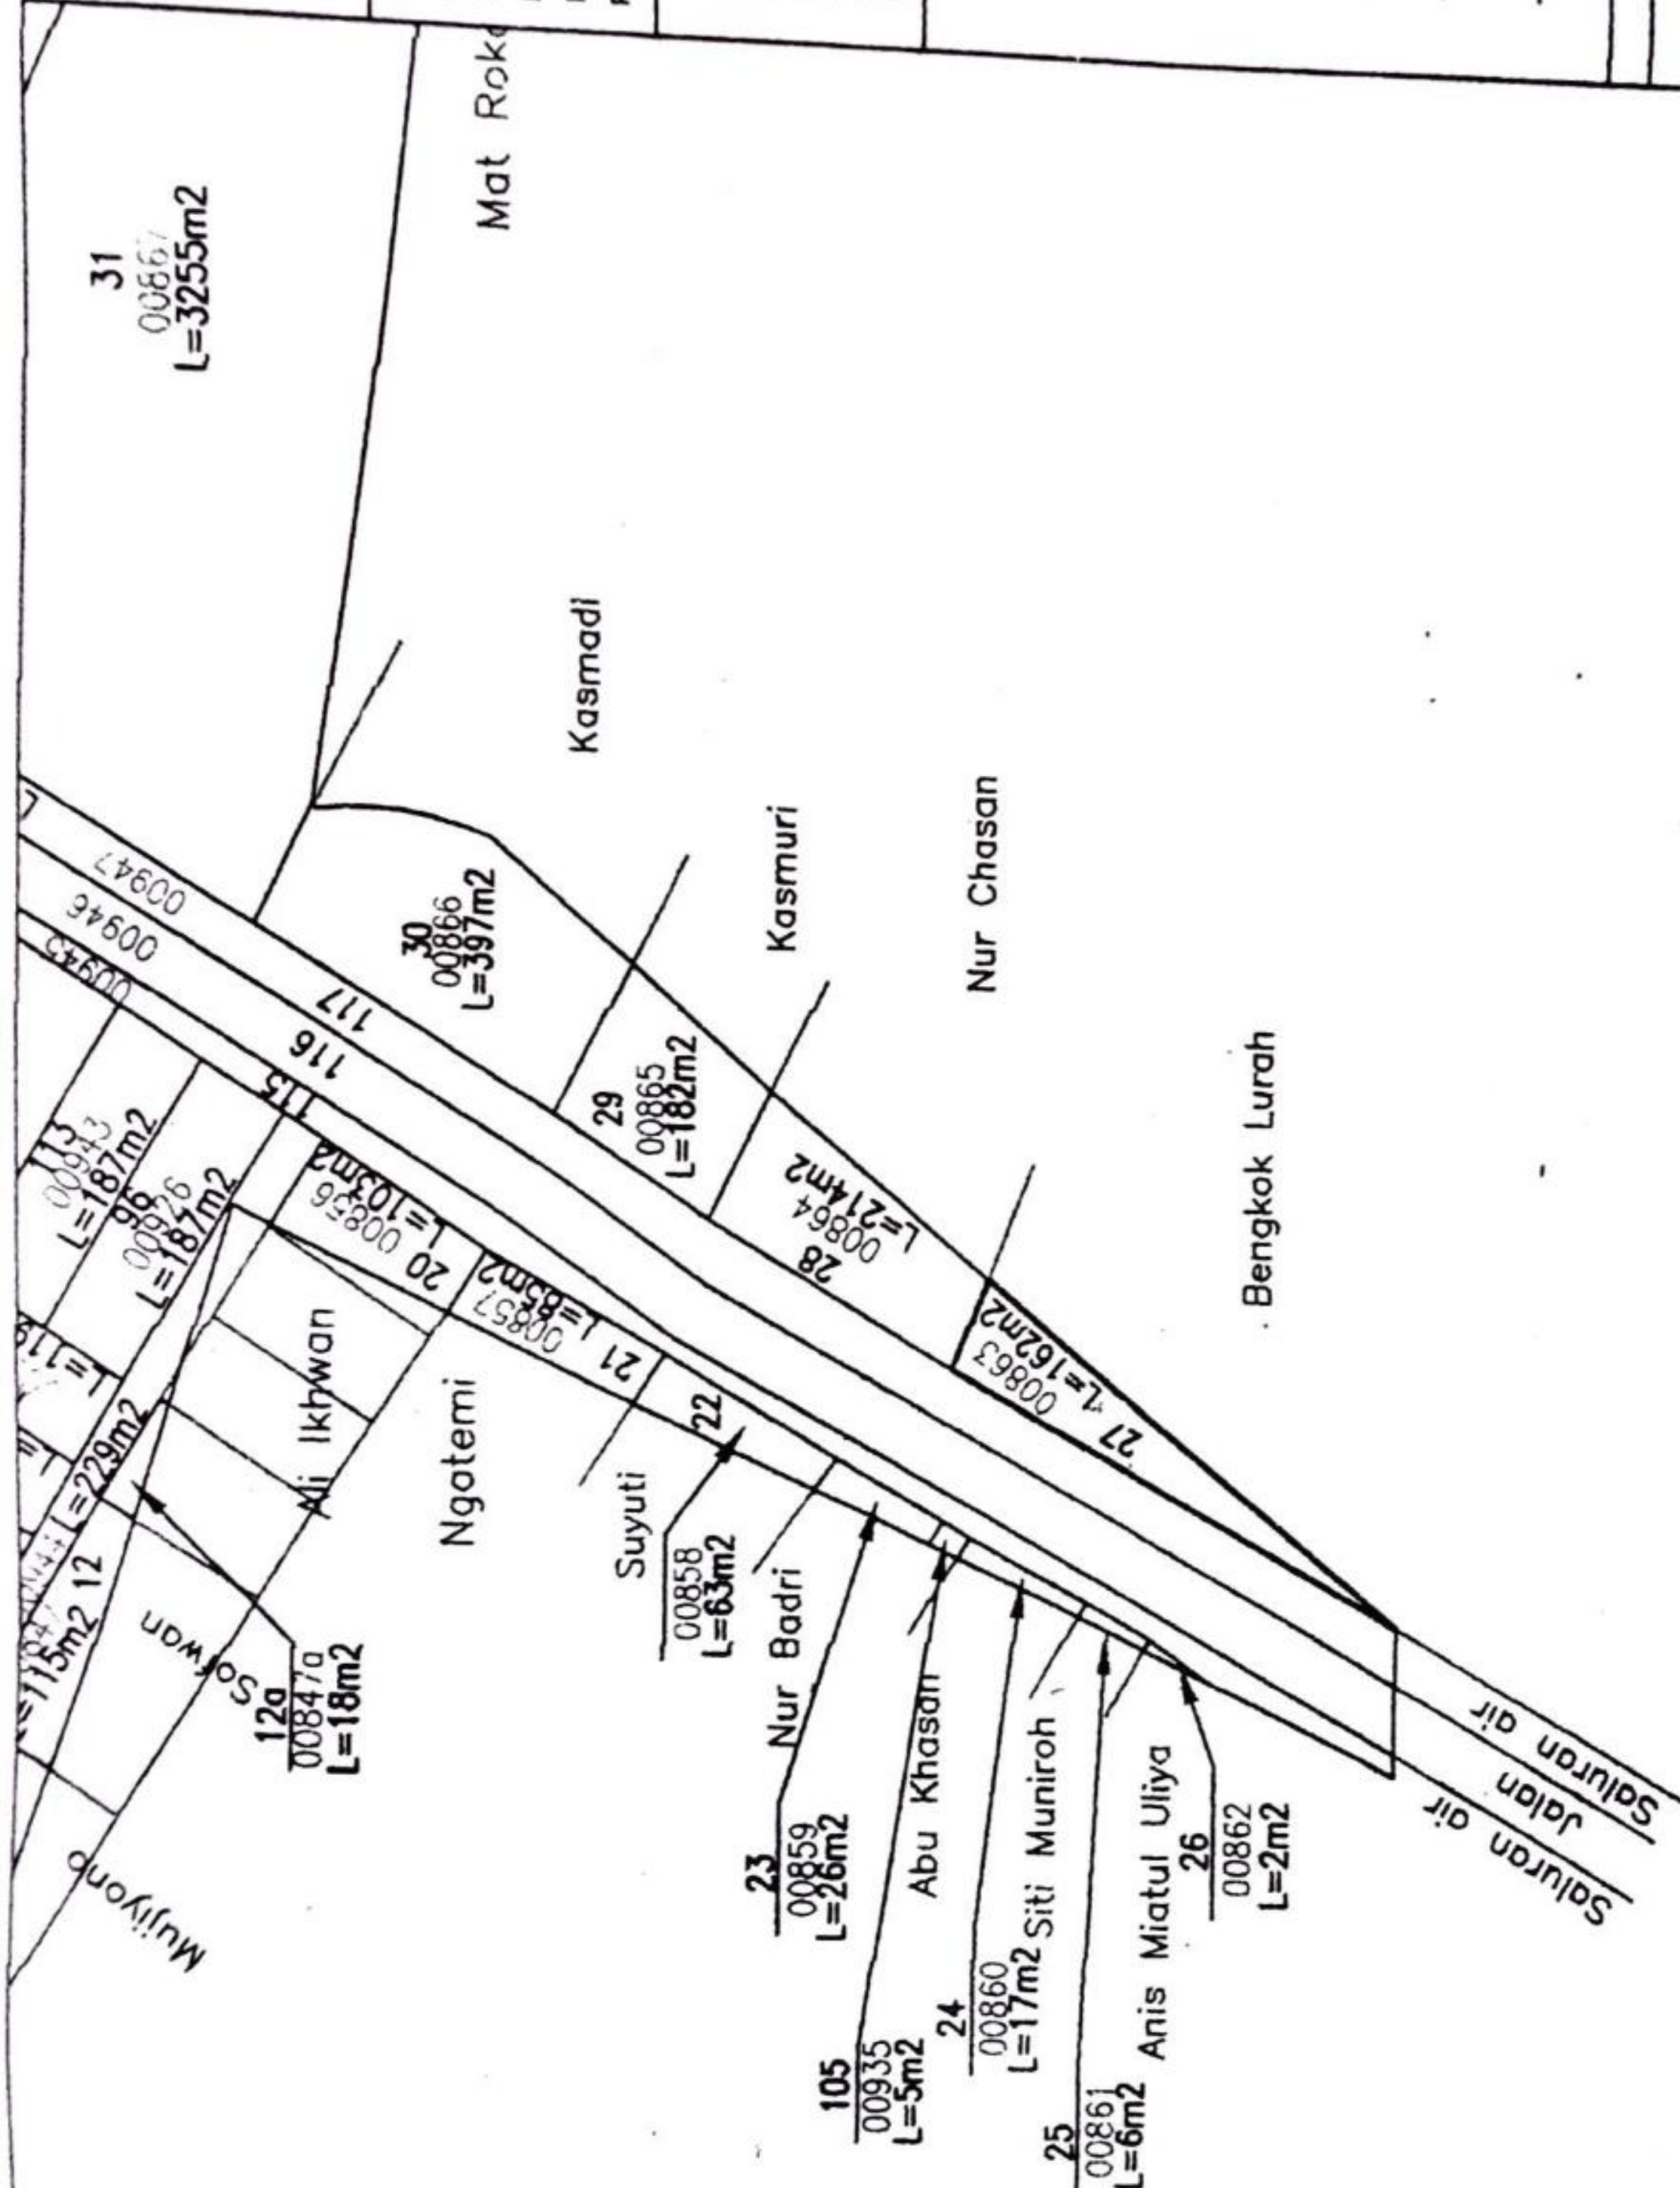 31
L=3255m2
Mat Rok
Kasmadi
Kasmuri
Nur Chasan
Bengkok Lurah
00947
00946
117
116
115
30
00866
L=397m2
29
00865
L=182m2
28
00864
L=214m2
27
00863
L=162m2
113
00943
L=187m2
00926
L=187m2
20
00856
L=103m2
21
00857
L=85m2
22
L=229m2
L=115m2
12
Ali Ikhwan
Ngatemi
Suyuti
00858
L=63m2
Sofwan
12a
00847a
L=18m2
Mujiyono
Nur Badri
23
00859
L=26m2
Abu Khasan
105
00935
L=5m2
24
00860
L=17m2
Siti Muniroh
25
00861
L=6m2
Anis Miatul Uliya
26
00862
L=2m2
Saluran air
Jalan
Saluran air